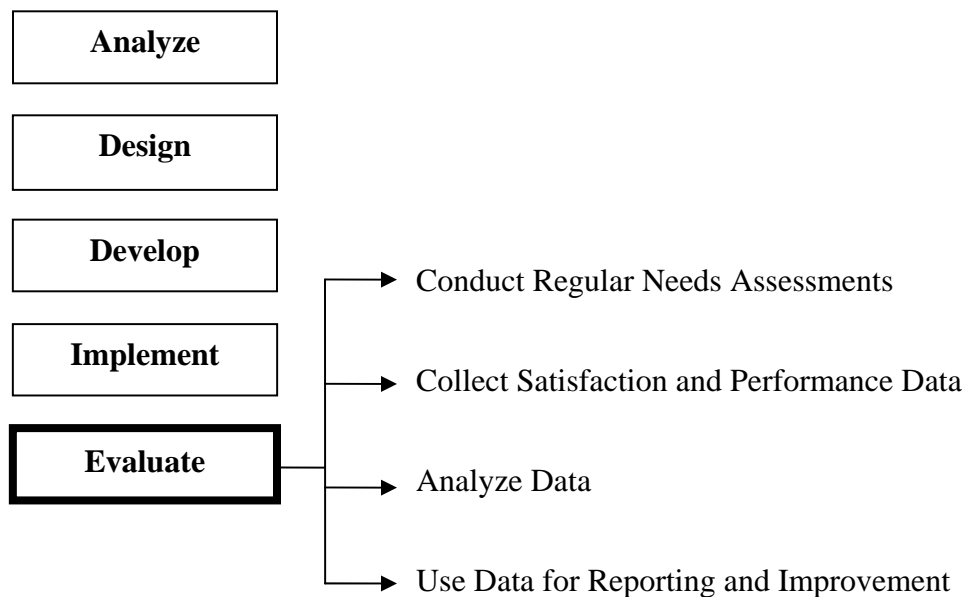 Analyze
Design
Develop
Implement
Evaluate
Conduct Regular Needs Assessments
Collect Satisfaction and Performance Data
Analyze Data
Use Data for Reporting and Improvement